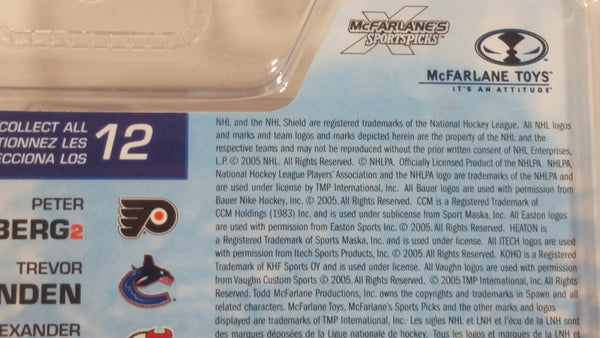 McFARLANE'S
SPORTSPICKS
McFARLANE TOYS™
IT'S AN ATTITUDE®
COLLECT ALL
TIONNEZ LES
ECCIONA LOS
12
PETER
BERG2
TREVOR
NDEN
EXANDER
NHL and the NHL Shield are registered trademarks of the National Hockey League. All NHL logos
and marks and team logos and marks depicted herein are the property of the NHL and the
respective teams and may not be reproduced without the prior written consent of NHL Enterprises,
L.P. © 2005 NHL. All Rights Reserved. © NHLPA. Officially Licensed Product of the NHLPA. NHLPA,
National Hockey League Players' Association and the NHLPA logo are trademarks of the NHLPA and
are used under license by TMP International, Inc. All Bauer logos are used with permission from
Bauer Nike Hockey, Inc. © 2005. All Rights Reserved. CCM is a Registered Trademark of
CCM Holdings (1983) Inc. and is used under sublicense from Sport Maska, Inc. All Easton logos
are used with permission from Easton Sports Inc. © 2005. All Rights Reserved. HEATON is
a Registered Trademark of Sports Maska, Inc. and is used under license. All ITECH logos are used
with permission from Itech Sports Products, Inc. © 2005. All Rights Reserved. KOHO is a Registered
Trademark of KHF Sports OY and is used under license. All Vaughn logos are used with permission
from Vaughn Custom Sports © 2005. All Rights Reserved. © 2005 TMP International, Inc. All Rights
Reserved. Todd McFarlane Productions, Inc. owns the copyrights and trademarks in Spawn and all
related characters. McFarlane Toys, McFarlane's Sports Picks and the other marks and logos
displayed are trademarks of TMP International, Inc.· Les sigles NHL et LNH et l'écu de la LNH sont
des marques déposées de la Ligue nationale de hockey. Tous les logos et marques de la LNH et